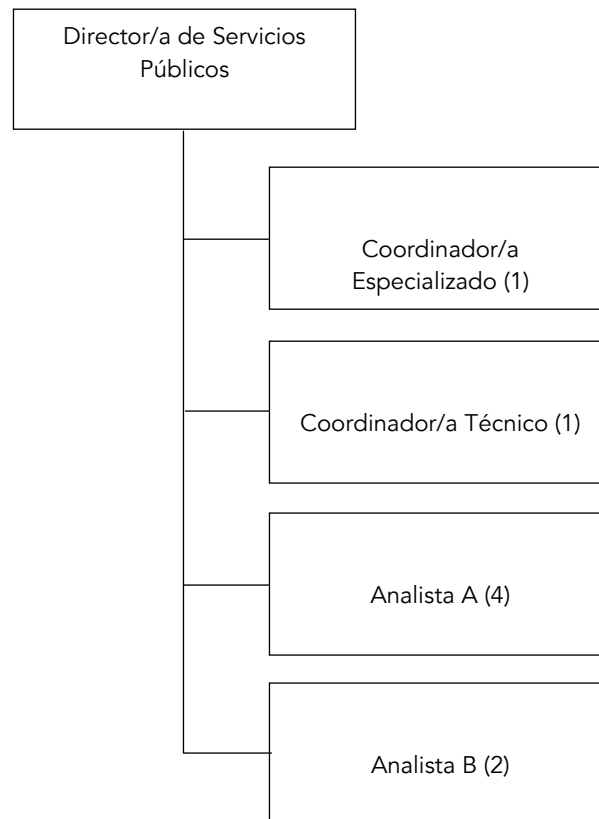 Director/a de Servicios
Públicos
Coordinador/a
Especializado (1)
Coordinador/a Técnico (1)
Analista A (4)
Analista B (2)